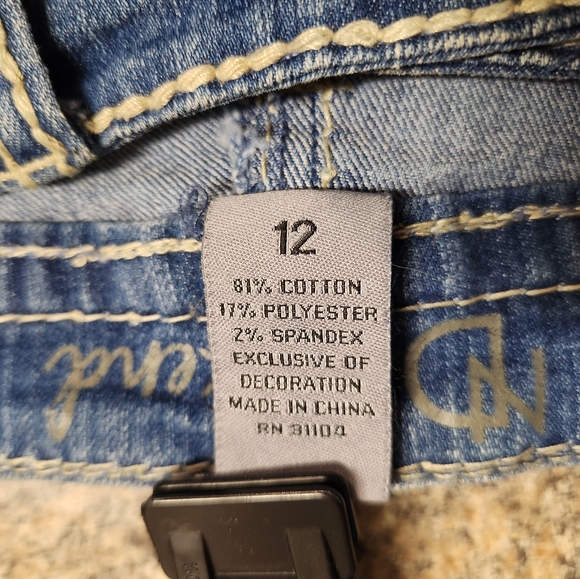 12
81% COTTON
17% POLYESTER
2% SPANDEX
EXCLUSIVE OF
DECORATION
MADE IN CHINA
RN 31104